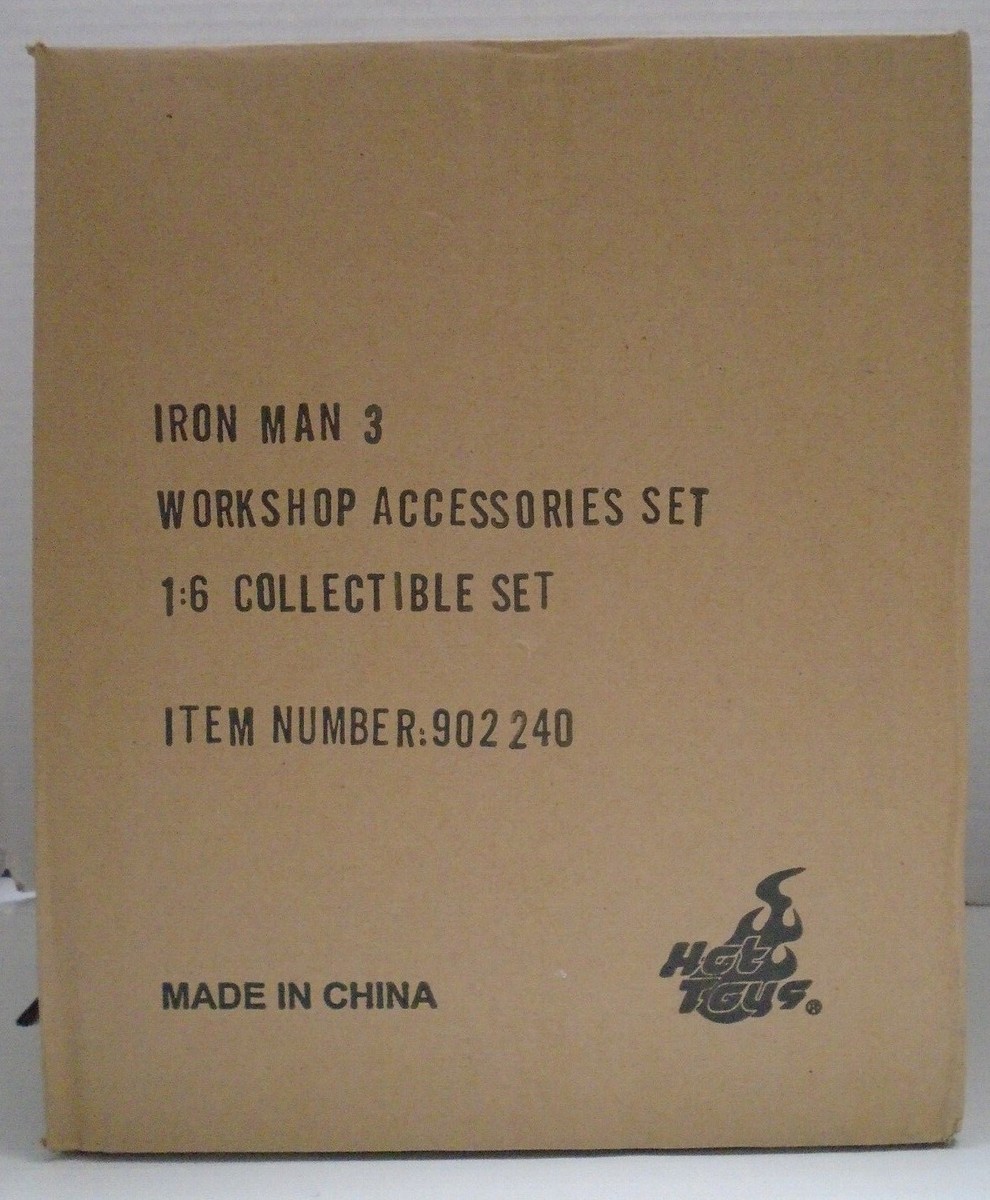 IRON MAN 3
WORKSHOP ACCESSORIES SET
1:6 COLLECTIBLE SET
ITEM NUMBER:902240
MADE IN CHINA
Hot
Toys®